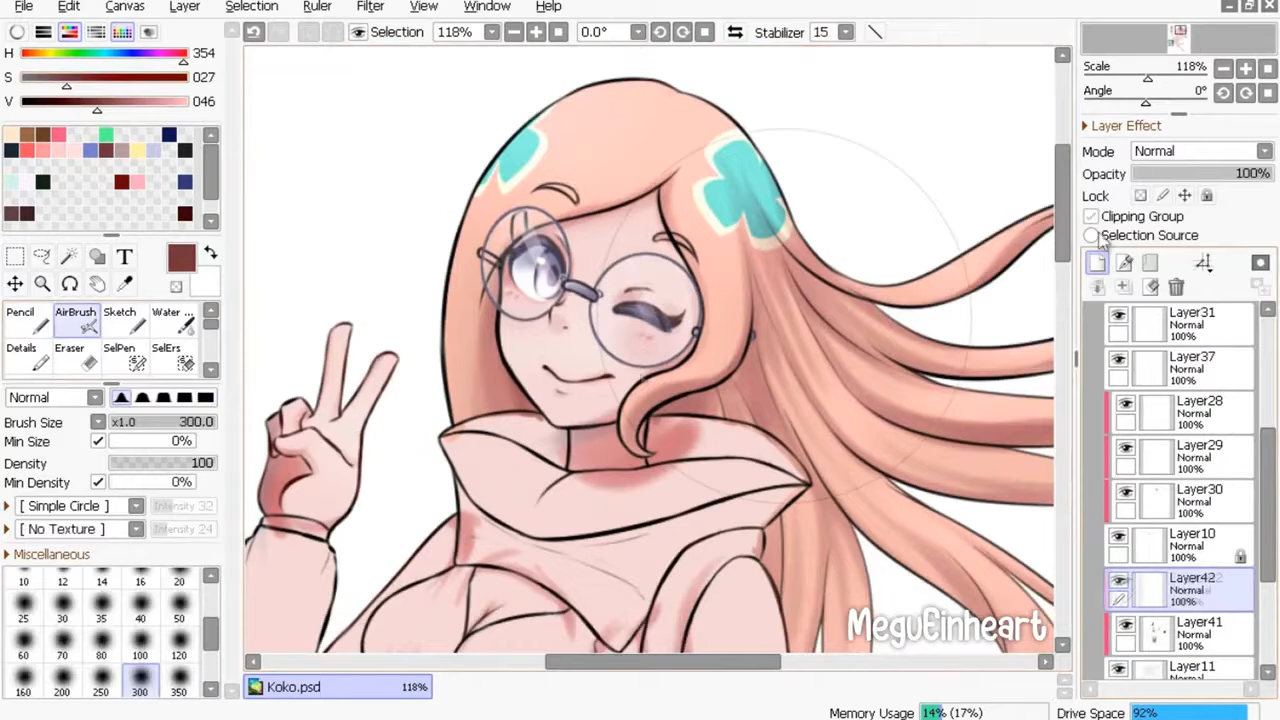 File Edit Canvas Layer Selection Ruler Filter View Window Help
Selection 118% 0.0° Stabilizer 15
H 354
S 027
V 046
T
Pencil AirBrush Sketch Water ...
Details Eraser SelPen SelErs
Normal
Brush Size x1.0 300.0
Min Size 0%
Density 100
Min Density 0%
[ Simple Circle ] Intensity 32
[ No Texture ] Intensity 24
Miscellaneous
10 12 14 16 20
25 30 35 40 50
60 70 80 100 120
160 200 250 300 350
MeguEinheart
Koko.psd 118%
Scale 118%
Angle 0°
Layer Effect
Mode Normal
Opacity 100%
Lock
Clipping Group
Selection Source
Layer31
Normal
100%
Layer37
Normal
100%
Layer28
Normal
100%
Layer29
Normal
100%
Layer30
Normal
100%
Layer10
Normal
100%
Layer42
Normal
100%
Layer41
Normal
100%
Layer11
Normal
Memory Usage 14% (17%) Drive Space 92%